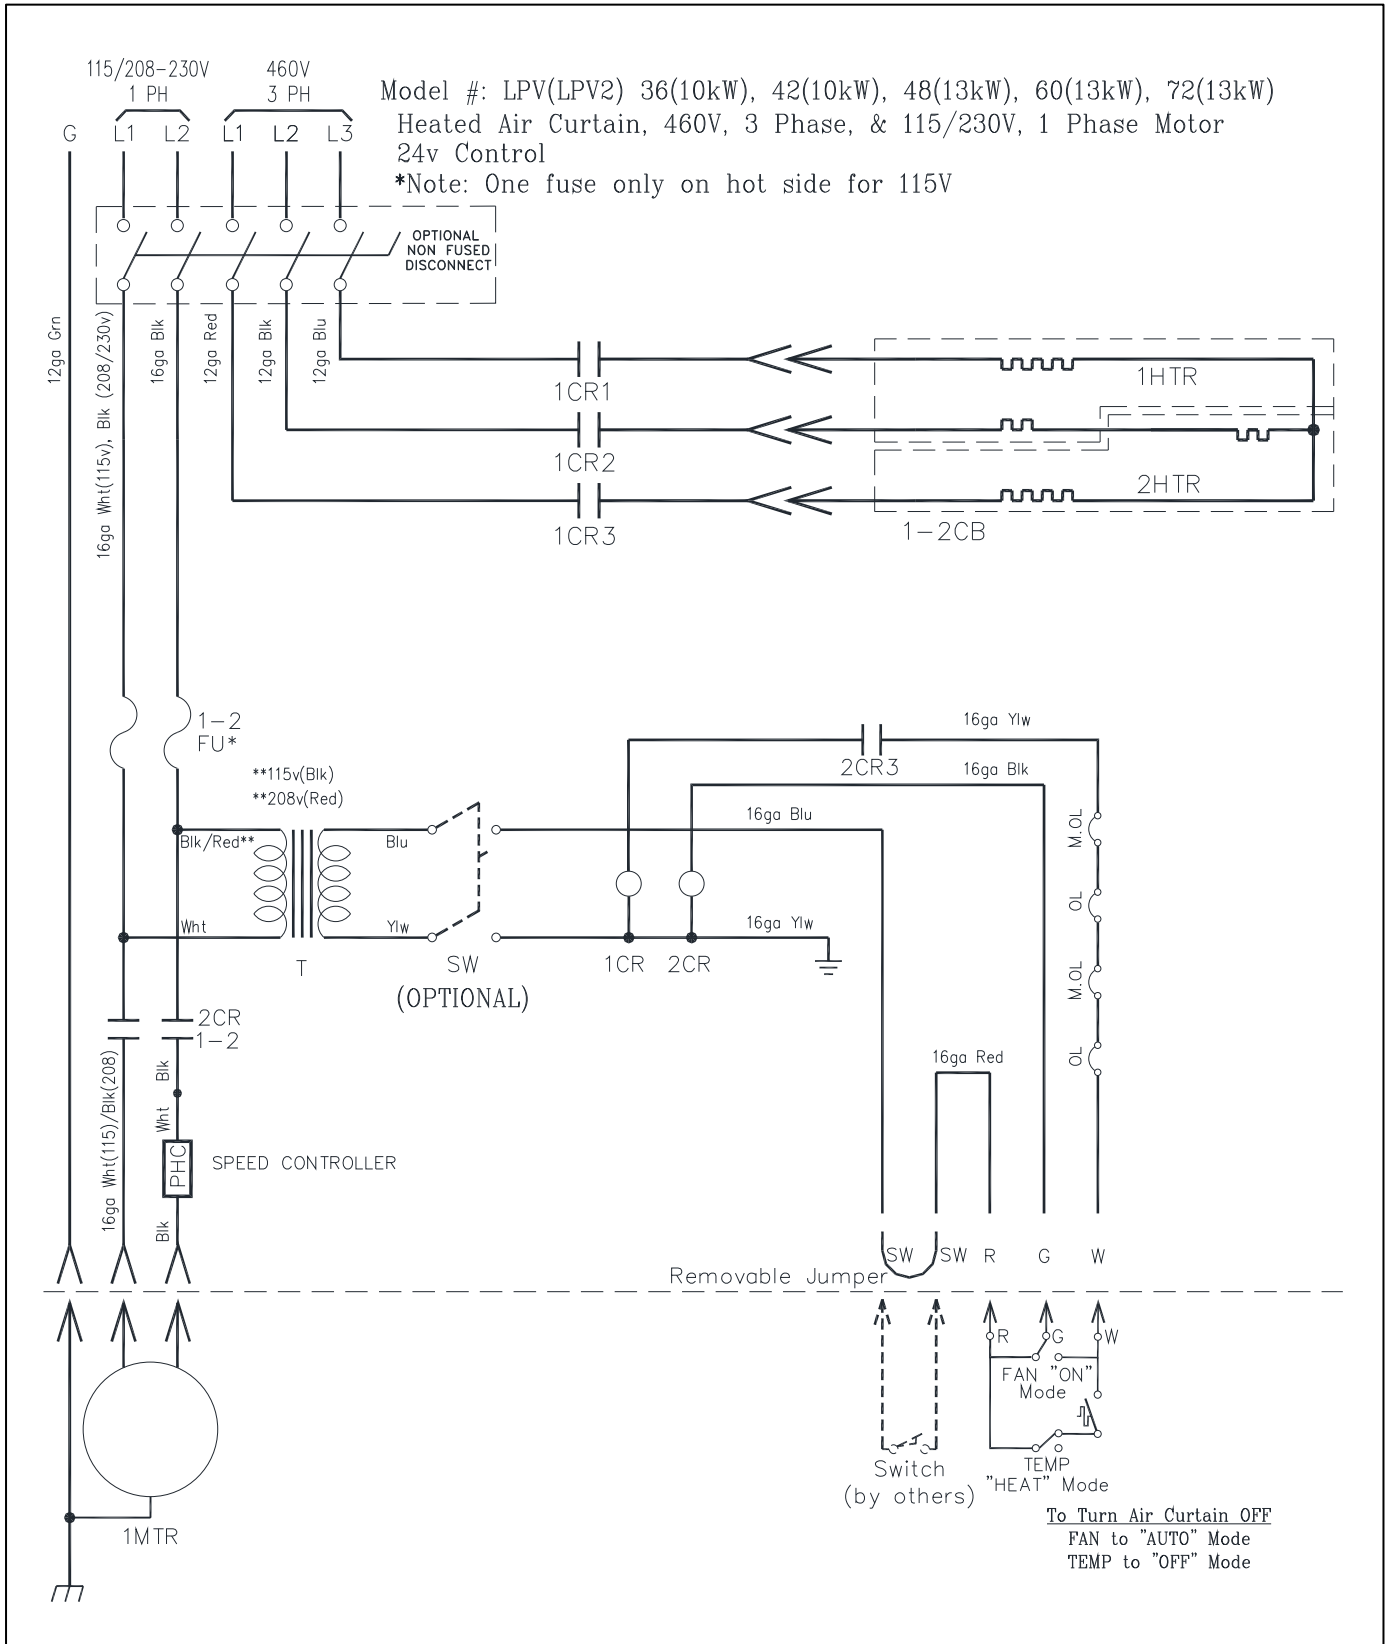 115/208-230V
1 PH
460V
3 PH
G L1 L2 L1 L2 L3
Model #: LPV(LPV2) 36(10kW), 42(10kW), 48(13kW), 60(13kW), 72(13kW)
Heated Air Curtain, 460V, 3 Phase, & 115/230V, 1 Phase Motor
24v Control
*Note: One fuse only on hot side for 115V
OPTIONAL
NON FUSED
DISCONNECT
12ga Grn
16ga Wht(115v), Blk (208/230v)
16ga Blk
12ga Red
12ga Blk
12ga Blu
1CR1
1HTR
1CR2
2HTR
1CR3
1-2CB
1-2
FU*
**115v(Blk)
**208v(Red)
Blk/Red**
Wht
T
Blu
Ylw
SW
(OPTIONAL)
16ga Ylw
2CR3
16ga Blk
16ga Blu
16ga Ylw
1CR
2CR
M.OL
OL
M.OL
OL
2CR
1-2
16ga Wht(115)/Blk(208)
Blk
Wht
PHC
SPEED CONTROLLER
Blk
16ga Red
SW SW R G W
Removable Jumper
R G W
FAN "ON"
Mode
TEMP
"HEAT" Mode
Switch
(by others)
1MTR
To Turn Air Curtain OFF
FAN to "AUTO" Mode
TEMP to "OFF" Mode